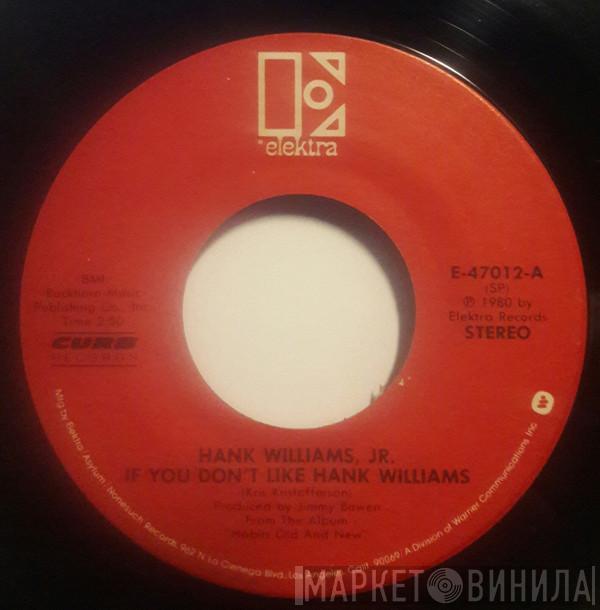 elektra
E-47012-A
(SP)
℗ 1980 by
Elektra Records
STEREO
BMI
Buckhorn Music
Publishing Co., Inc.
Time 2:50
CURB
RECORDS
HANK WILLIAMS, JR.
IF YOU DON'T LIKE HANK WILLIAMS
(Kris Kristofferson)
Produced by Jimmy Bowen
From The Album
"Habits Old And New"
Mfg by Elektra/Asylum/Nonesuch Records, 962 N. La Cienega Blvd., Los Angeles, Calif. 90069/A Division of Warner Communications Inc.
МАРКЕТ ВИНИЛА